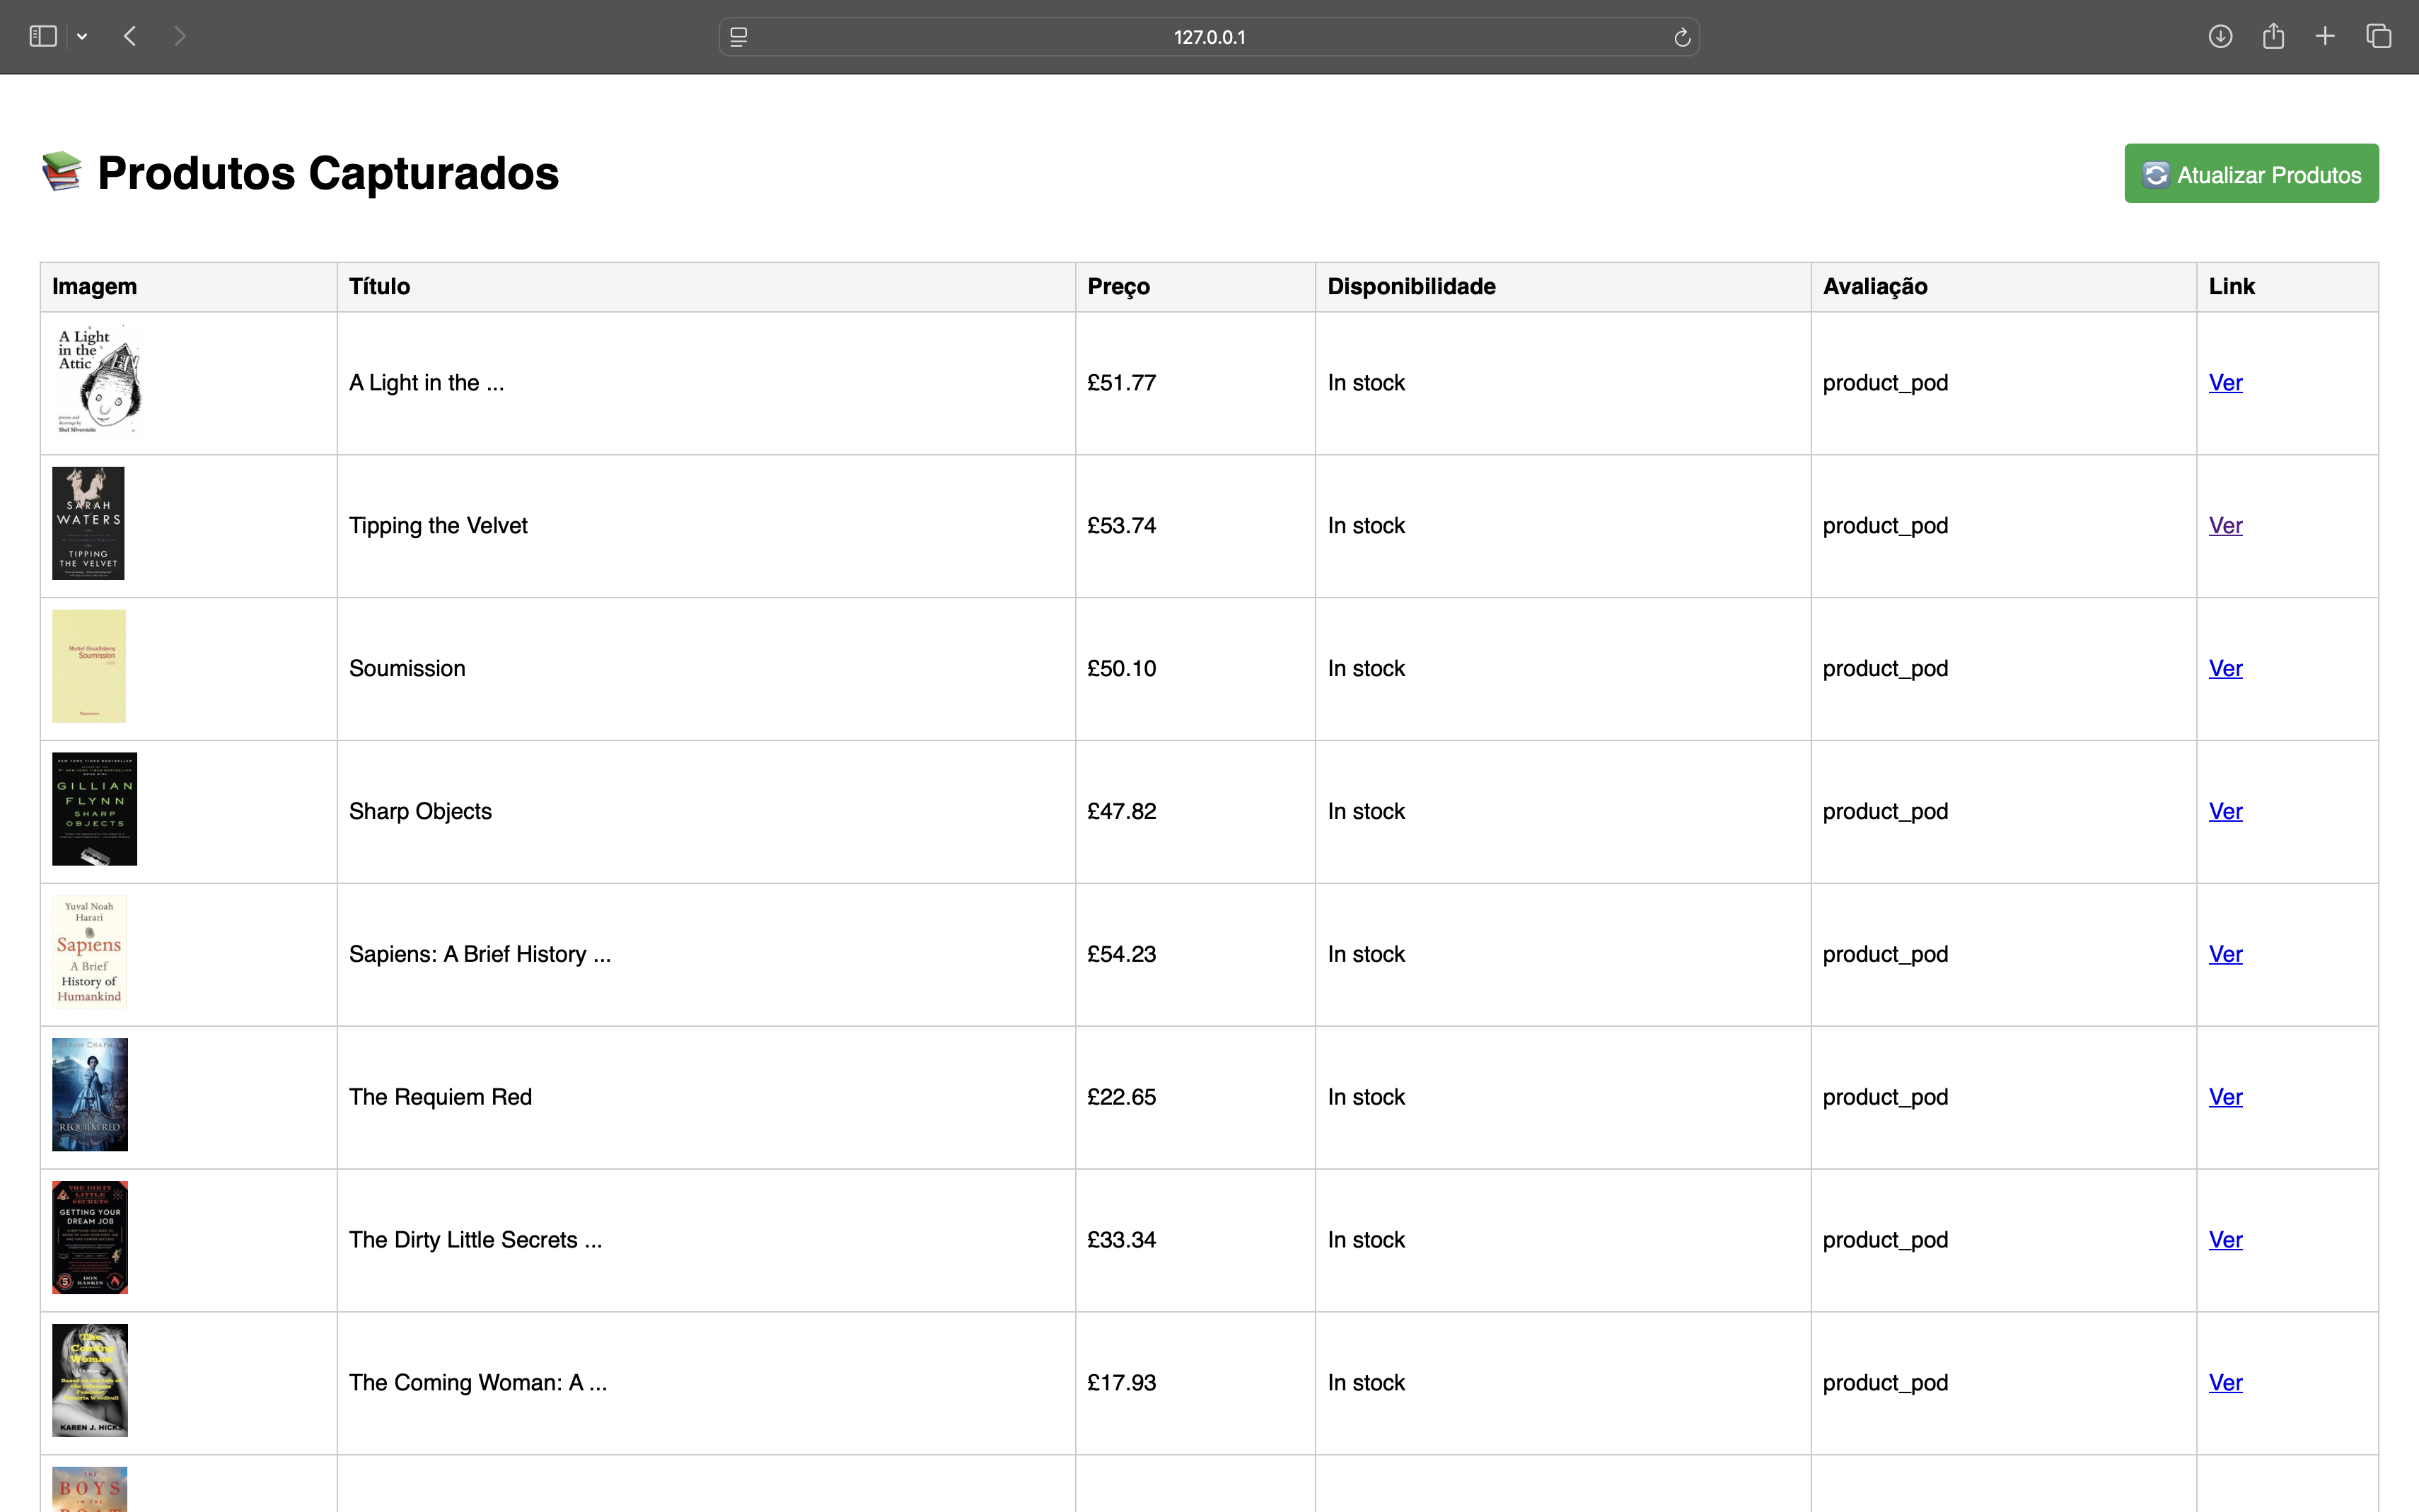 127.0.0.1
📚 Produtos Capturados
🔄 Atualizar Produtos
Imagem Título Preço Disponibilidade Avaliação Link
A Light
in the
Attic
poems and
drawings by
Shel Silverstein
A Light in the ... £51.77 In stock product_pod Ver
SARAH
WATERS
TIPPING
THE VELVET
Tipping the Velvet £53.74 In stock product_pod Ver
Michel Houellebecq
Soumission
Soumission £50.10 In stock product_pod Ver
GILLIAN
FLYNN
SHARP
OBJECTS
Sharp Objects £47.82 In stock product_pod Ver
Yuval Noah
Harari
Sapiens
A Brief
History of
Humankind
Sapiens: A Brief History ... £54.23 In stock product_pod Ver
REQUIEM RED
The Requiem Red £22.65 In stock product_pod Ver
THE DIRTY
LITTLE
SECRETS
GETTING YOUR
DREAM JOB
DON
RASKIN
The Dirty Little Secrets ... £33.34 In stock product_pod Ver
The
Coming
Woman
KAREN J. HICKS
The Coming Woman: A ... £17.93 In stock product_pod Ver
THE
BOYS
IN THE